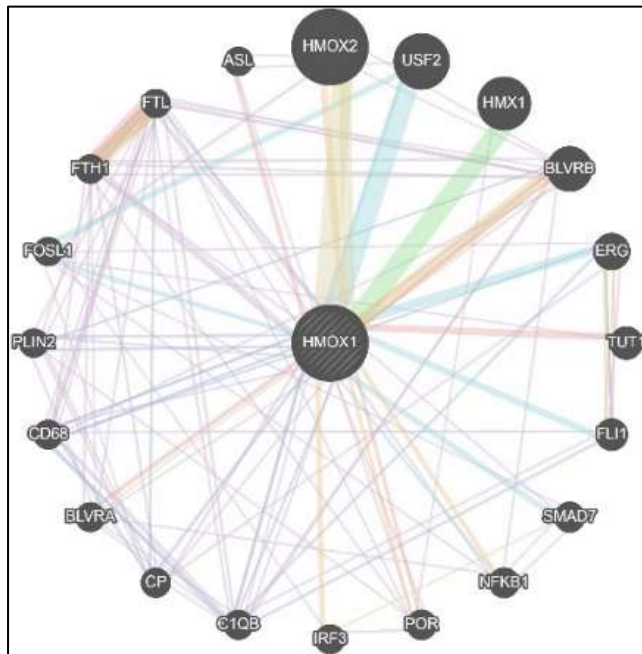 HMOX2
USF2
ASL
HMX1
FTL
FTH1
BLVRB
FOSL1
ERG
HMOX1
PLIN2
TUT1
CD68
FLI1
BLVRA
SMAD7
CP
NFKB1
C1QB
IRF3
POR